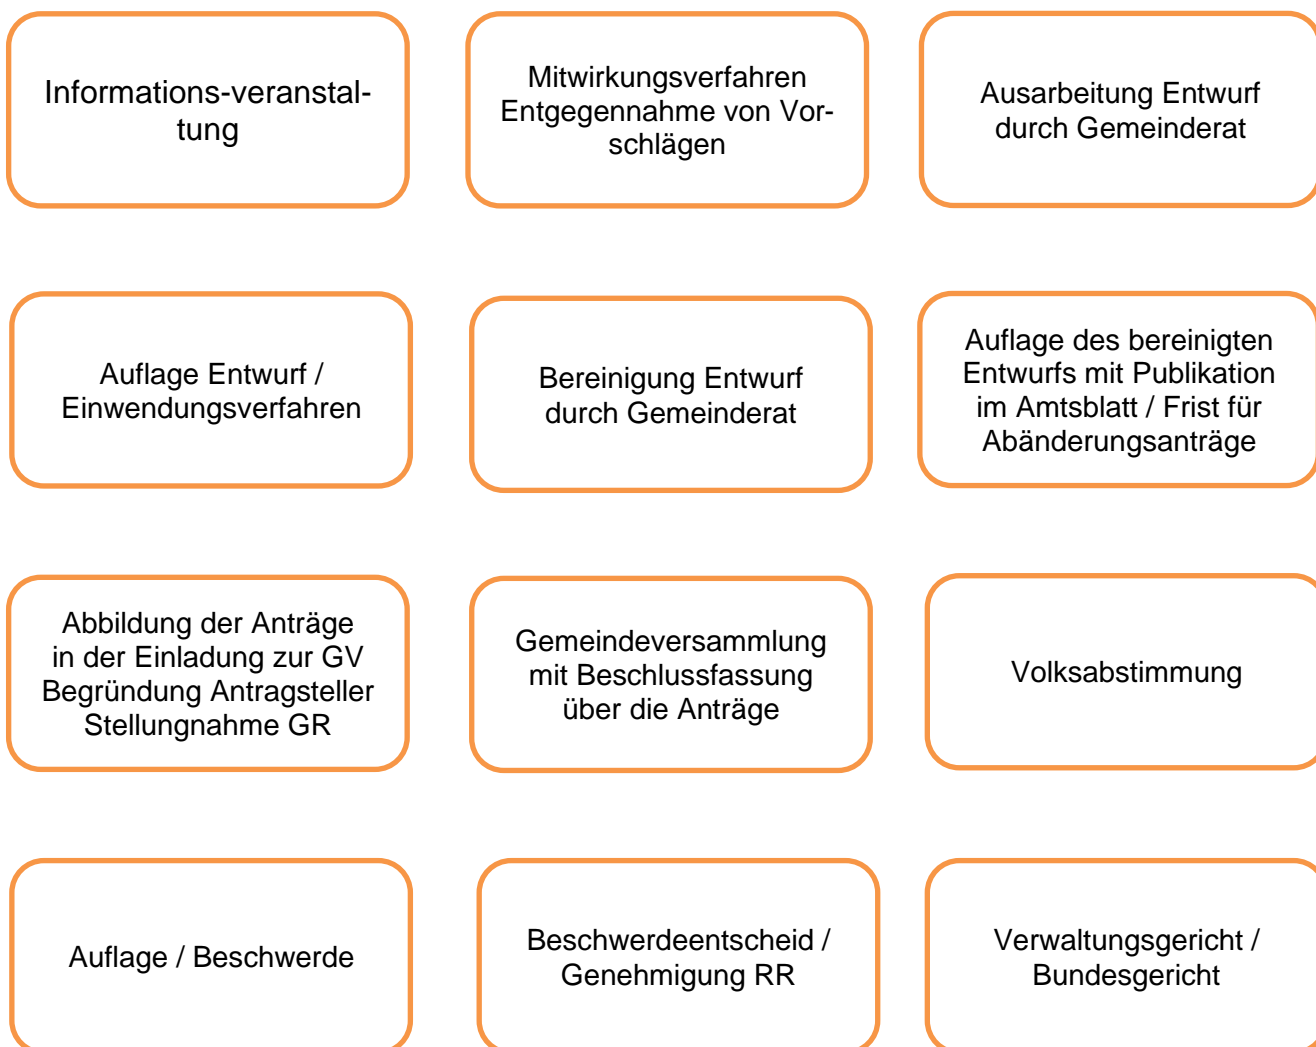 Informations-veranstal-
tung
Mitwirkungsverfahren
Entgegennahme von Vor-
schlägen
Ausarbeitung Entwurf
durch Gemeinderat
Auflage Entwurf /
Einwendungsverfahren
Bereinigung Entwurf
durch Gemeinderat
Auflage des bereinigten
Entwurfs mit Publikation
im Amtsblatt / Frist für
Abänderungsanträge
Abbildung der Anträge
in der Einladung zur GV
Begründung Antragsteller
Stellungnahme GR
Gemeindeversammlung
mit Beschlussfassung
über die Anträge
Volksabstimmung
Auflage / Beschwerde
Beschwerdeentscheid /
Genehmigung RR
Verwaltungsgericht /
Bundesgericht